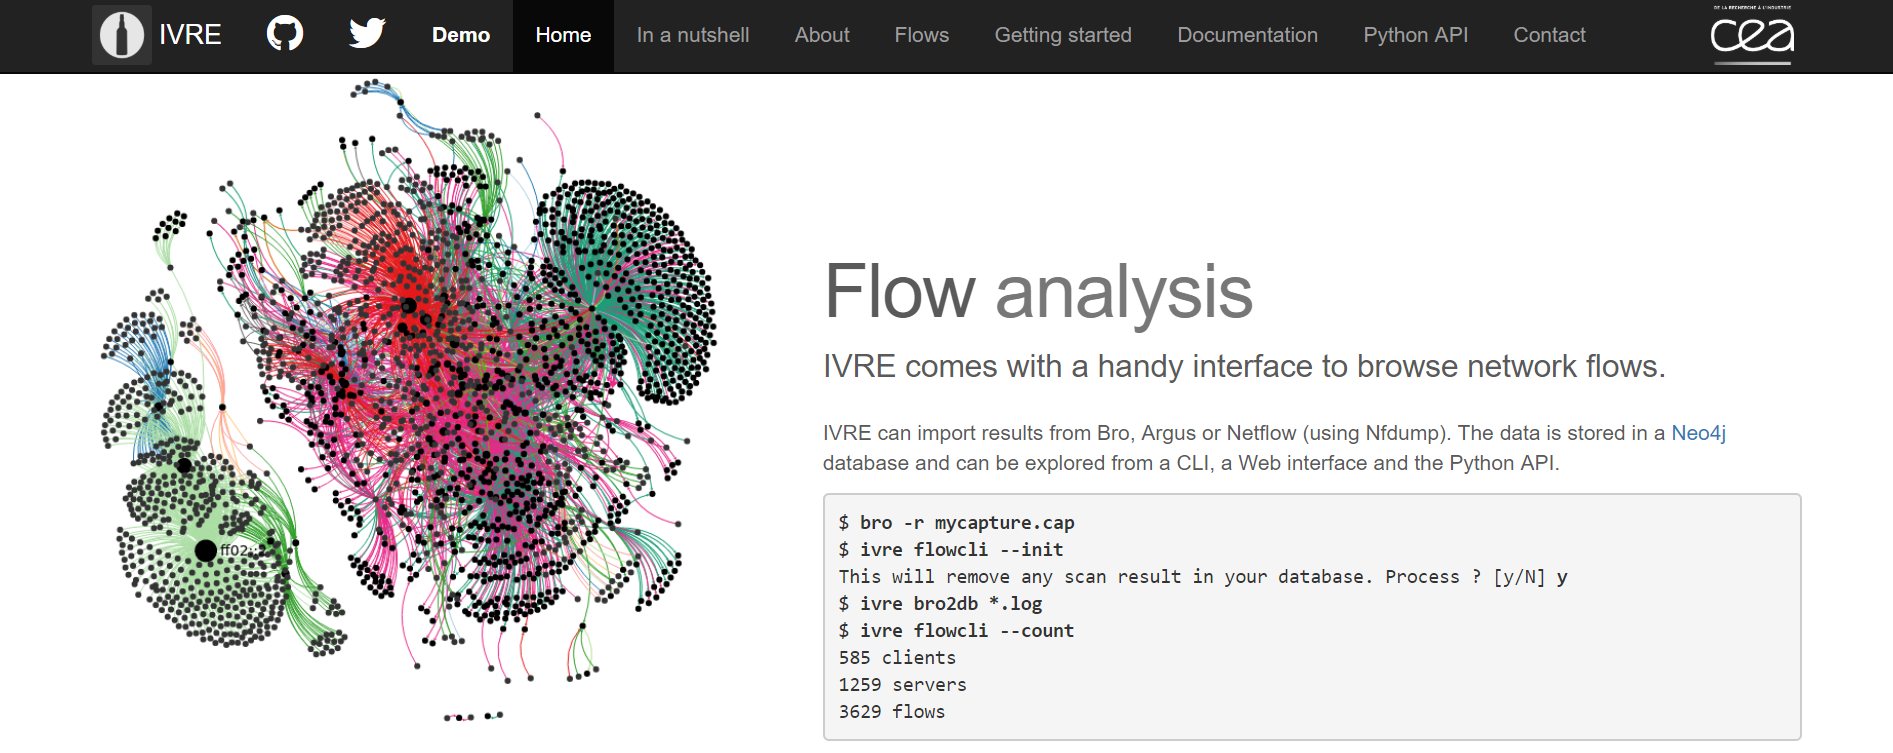 IVRE
Demo
Home
In a nutshell
About
Flows
Getting started
Documentation
Python API
Contact
DE LA RECHERCHE À L'INDUSTRIE
cea
ff02::
Flow analysis
IVRE comes with a handy interface to browse network flows.
IVRE can import results from Bro, Argus or Netflow (using Nfdump). The data is stored in a Neo4j
database and can be explored from a CLI, a Web interface and the Python API.
$ bro -r mycapture.cap
$ ivre flowcli --init
This will remove any scan result in your database. Process ? [y/N] y
$ ivre bro2db *.log
$ ivre flowcli --count
585 clients
1259 servers
3629 flows